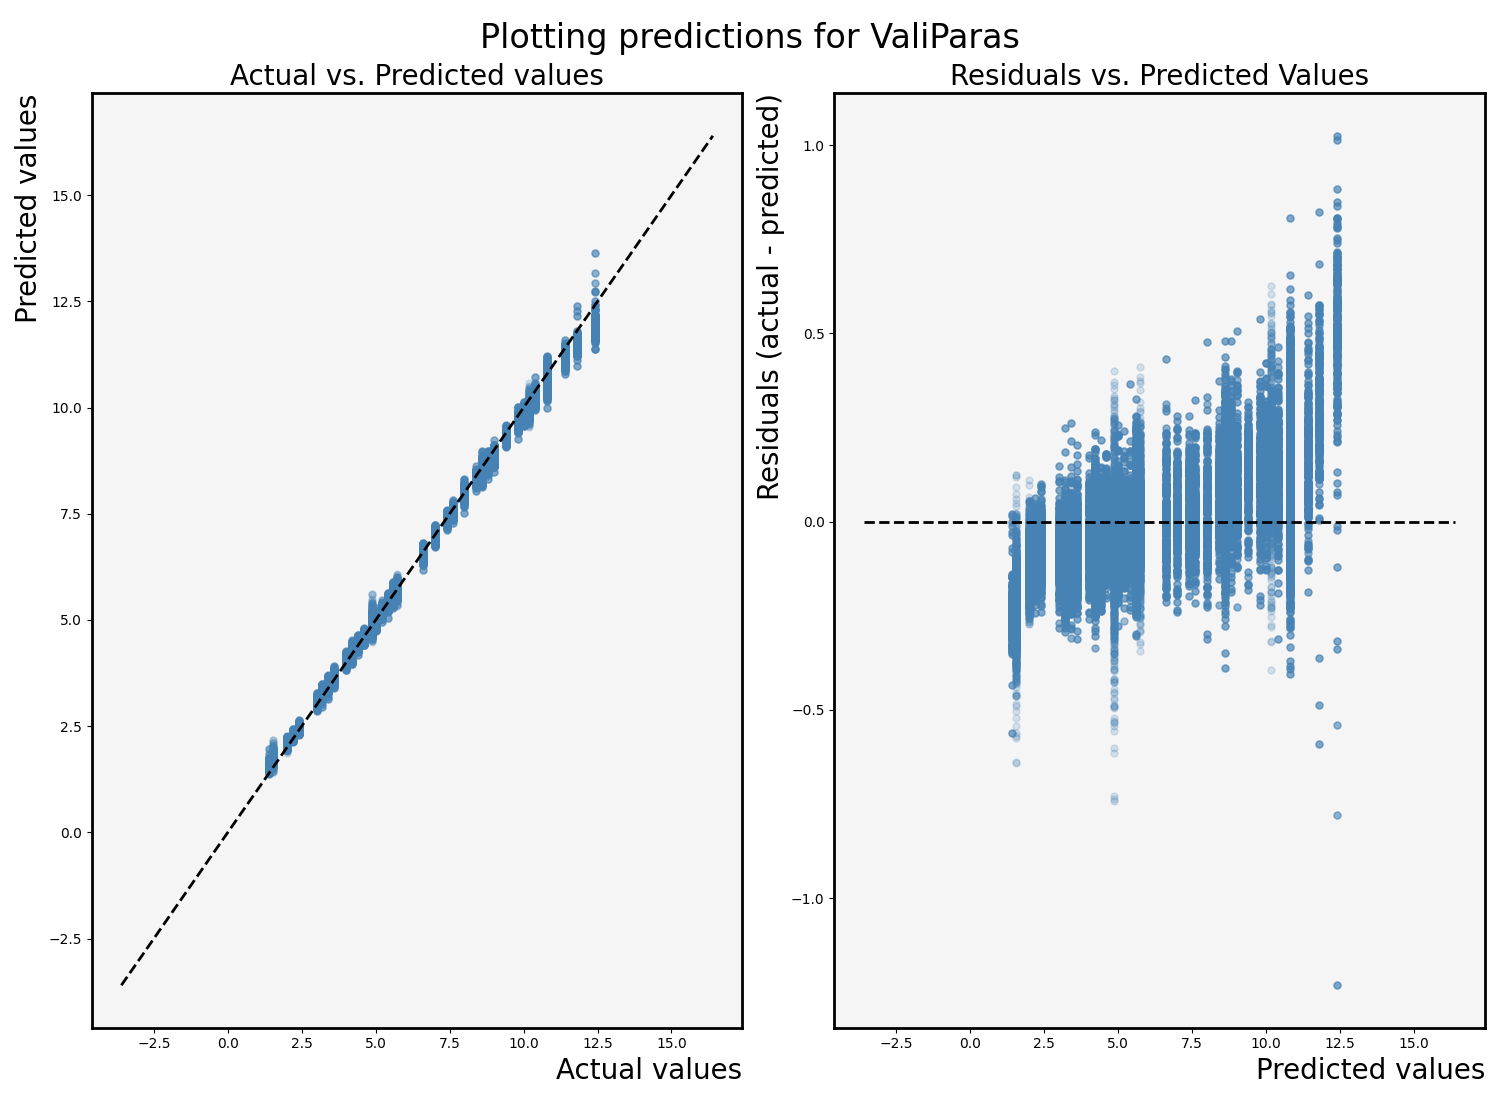 Plotting predictions for ValiParas
Actual vs. Predicted values
Predicted values
15.0
12.5
10.0
7.5
5.0
2.5
0.0
−2.5
−2.5 0.0 2.5 5.0 7.5 10.0 12.5 15.0
Actual values
Residuals vs. Predicted Values
Residuals (actual - predicted)
1.0
0.5
0.0
−0.5
−1.0
−2.5 0.0 2.5 5.0 7.5 10.0 12.5 15.0
Predicted values